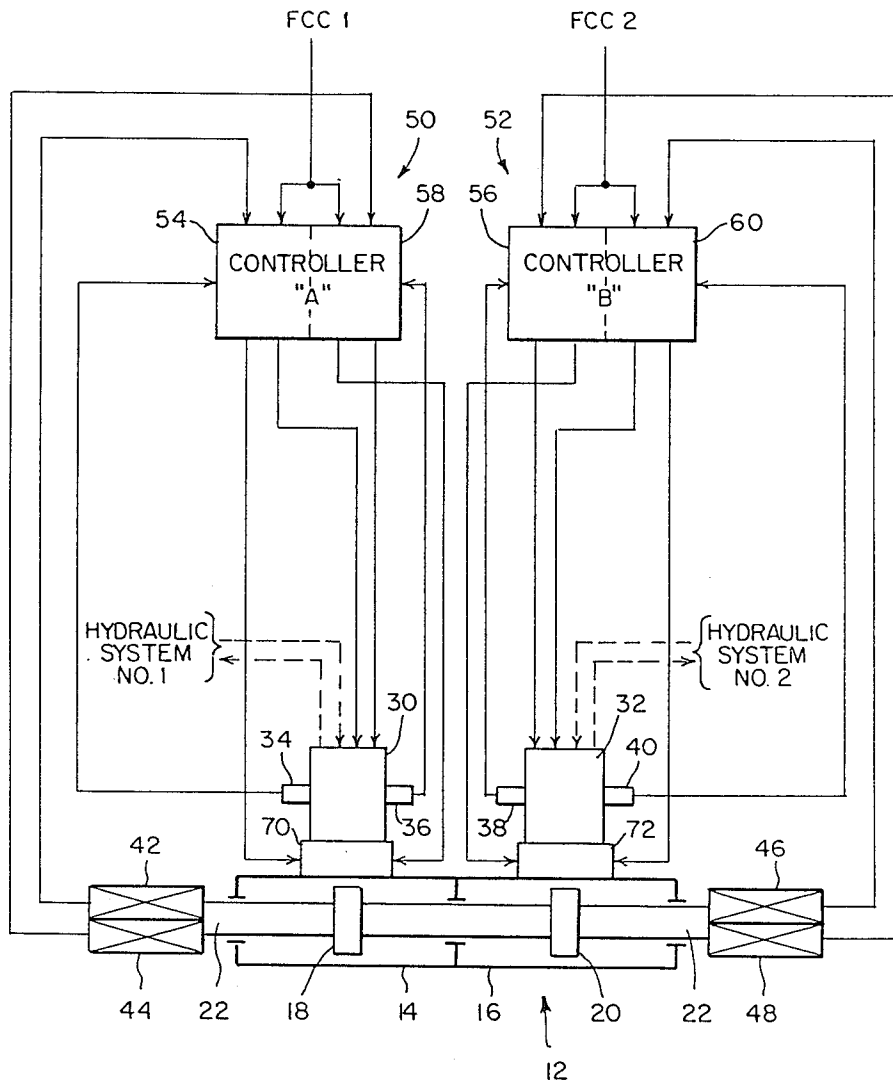 FCC 1
FCC 2
50
52
54
58
56
60
CONTROLLER
"A"
CONTROLLER
"B"
HYDRAULIC
SYSTEM
NO. 1
HYDRAULIC
SYSTEM
NO. 2
30
32
34
40
36
38
70
72
42
46
44
22
18
14
16
20
22
48
12